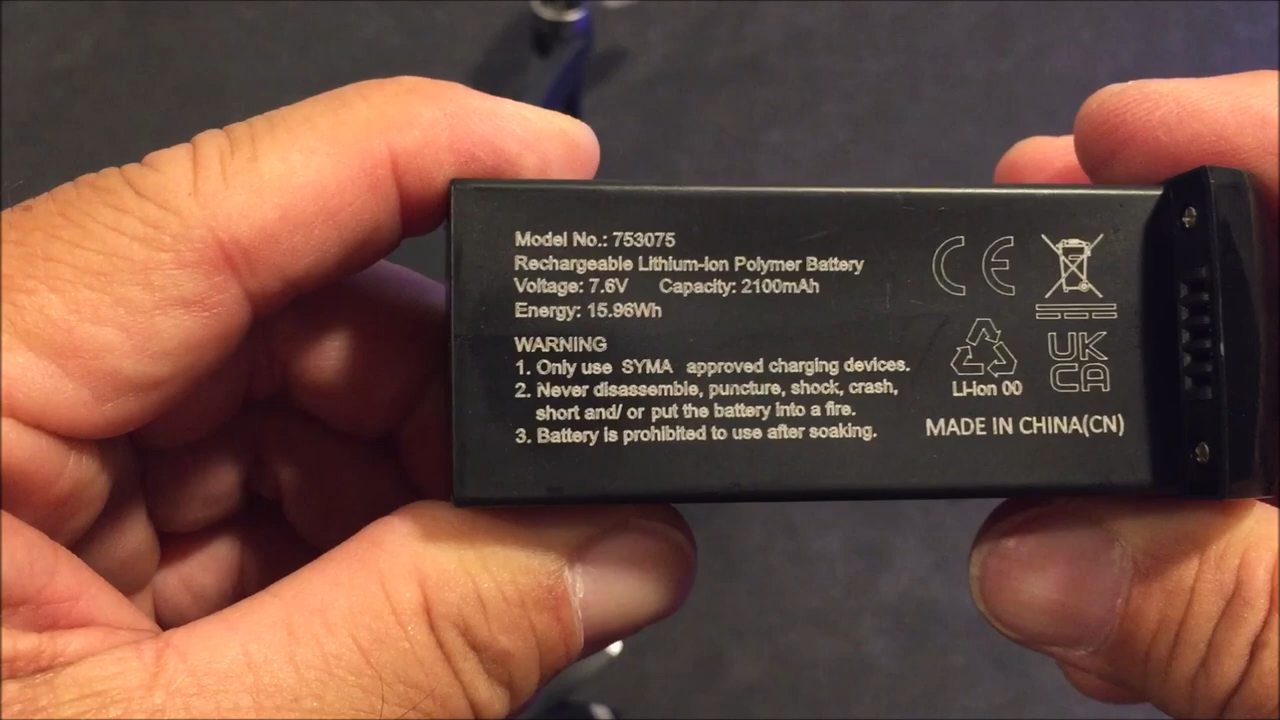 Model No.: 753075
Rechargeable Lithium-ion Polymer Battery
Voltage: 7.6V Capacity: 2100mAh
Energy: 15.96Wh
WARNING
1. Only use SYMA approved charging devices.
2. Never disassemble, puncture, shock, crash,
short and/ or put the battery into a fire.
3. Battery is prohibited to use after soaking.
CE
UK
CA
Li-ion 00
MADE IN CHINA(CN)